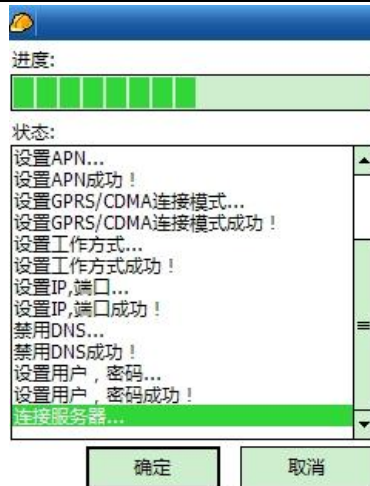 进度:
状态:
设置APN...
设置APN成功！
设置GPRS/CDMA连接模式...
设置GPRS/CDMA连接模式成功！
设置工作方式...
设置工作方式成功！
设置IP,端口...
设置IP,端口成功！
禁用DNS...
禁用DNS成功！
设置用户，密码...
设置用户，密码成功！
连接服务器...
确定 取消